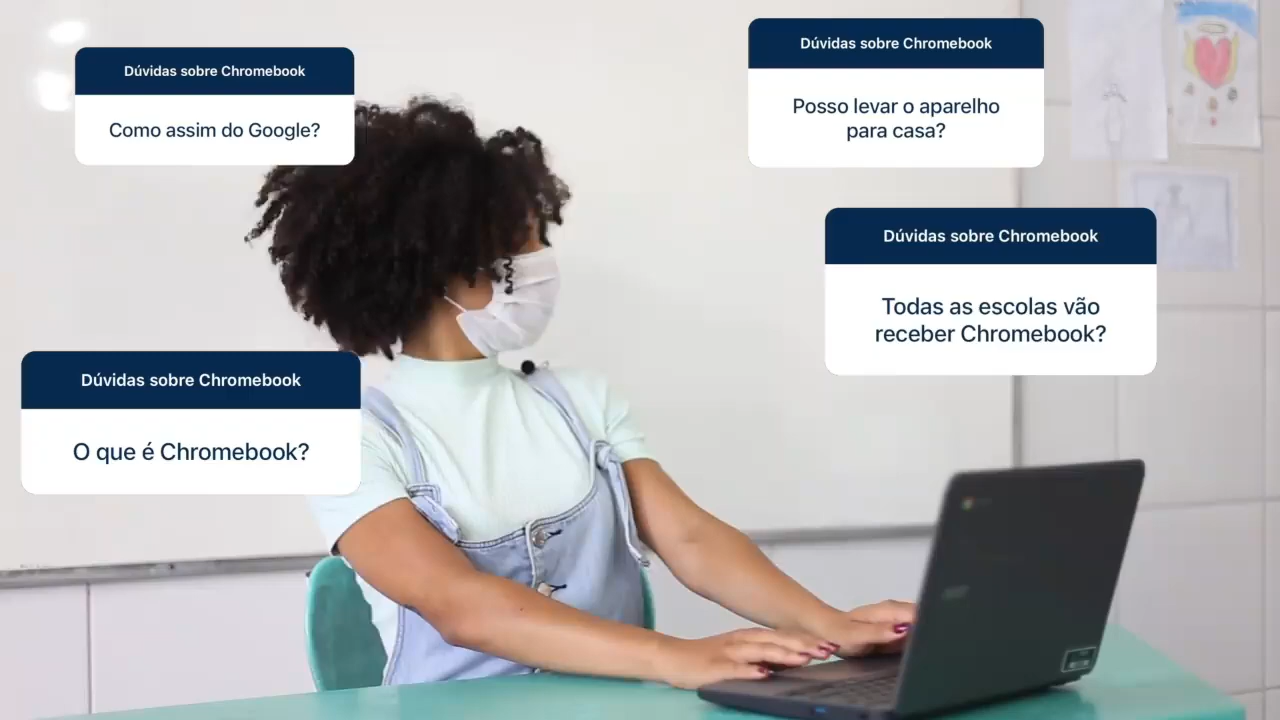 Dúvidas sobre Chromebook
Como assim do Google?
Dúvidas sobre Chromebook
Posso levar o aparelho
para casa?
Dúvidas sobre Chromebook
Todas as escolas vão
receber Chromebook?
Dúvidas sobre Chromebook
O que é Chromebook?